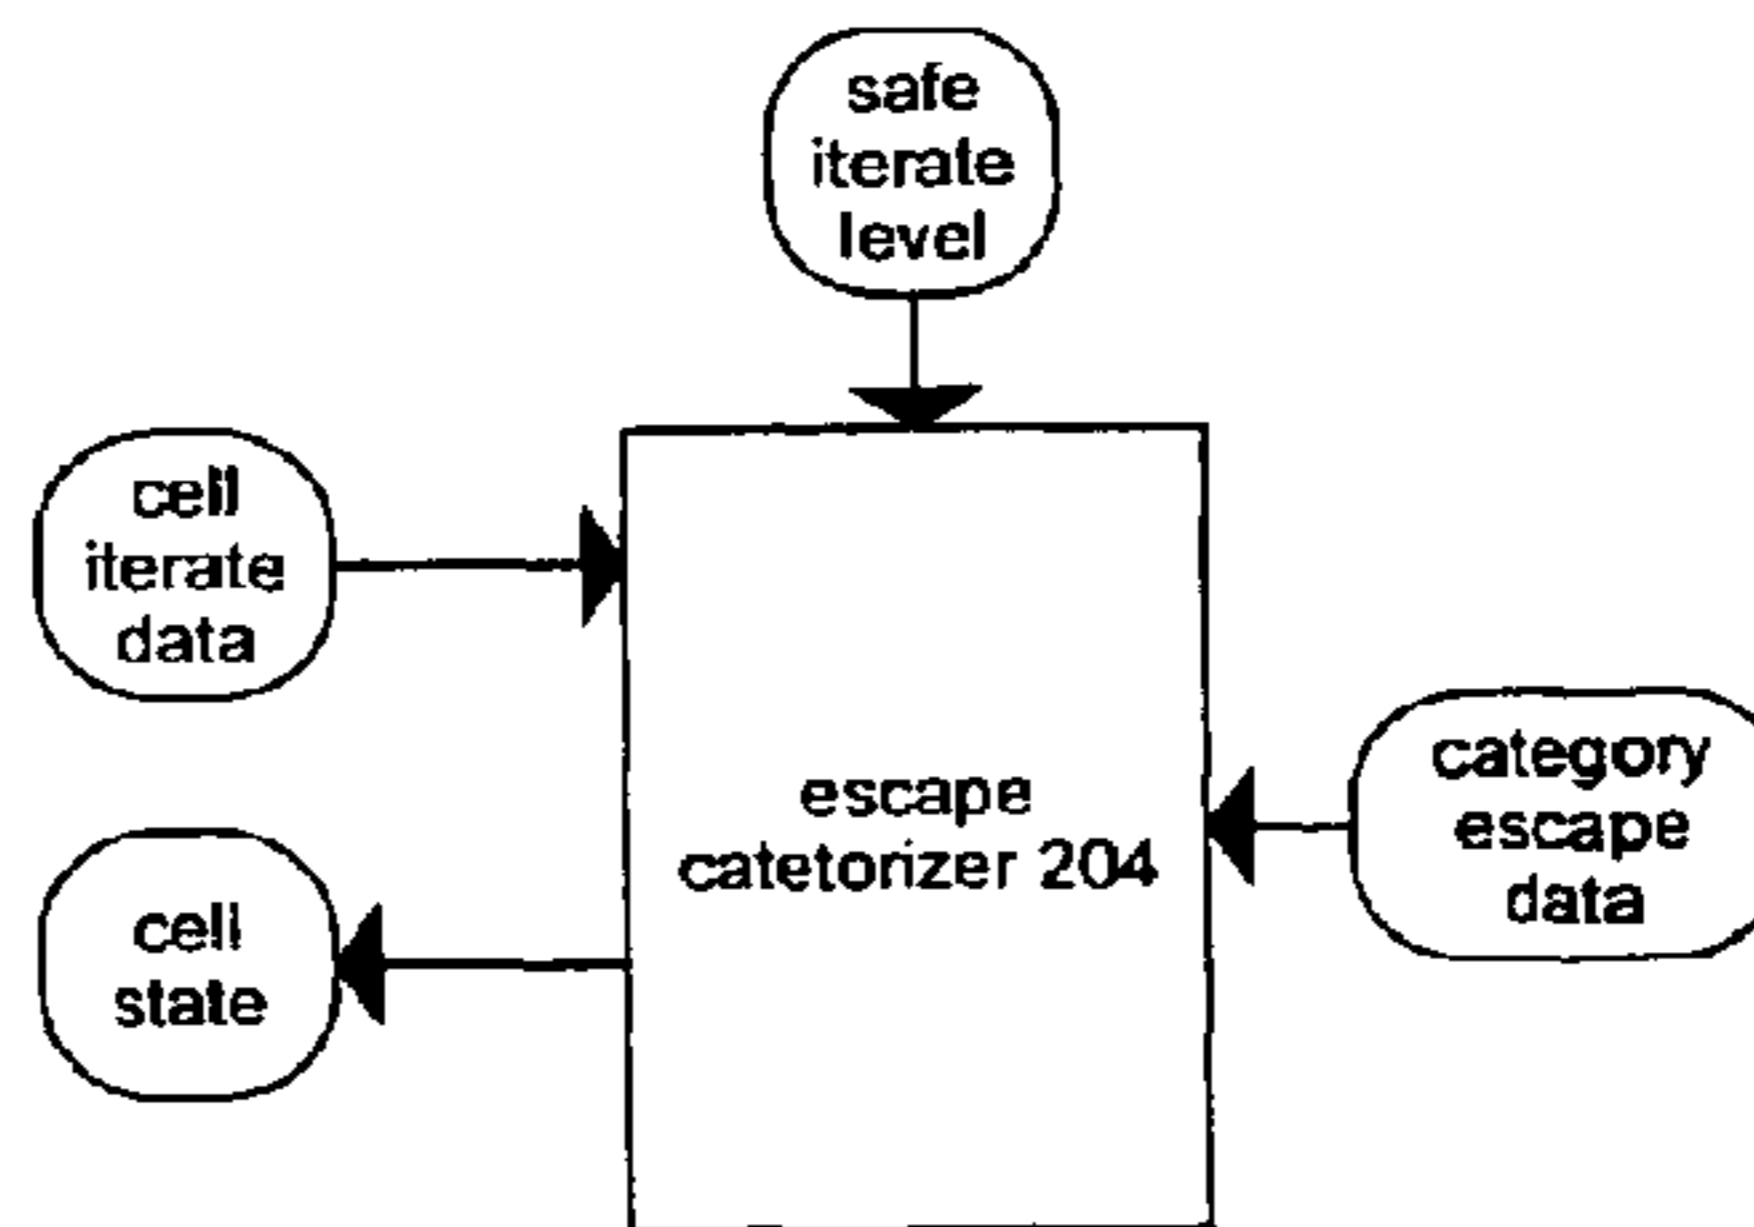 safe
iterate
level
cell
iterate
data
escape
catetorizer 204
category
escape
data
cell
state